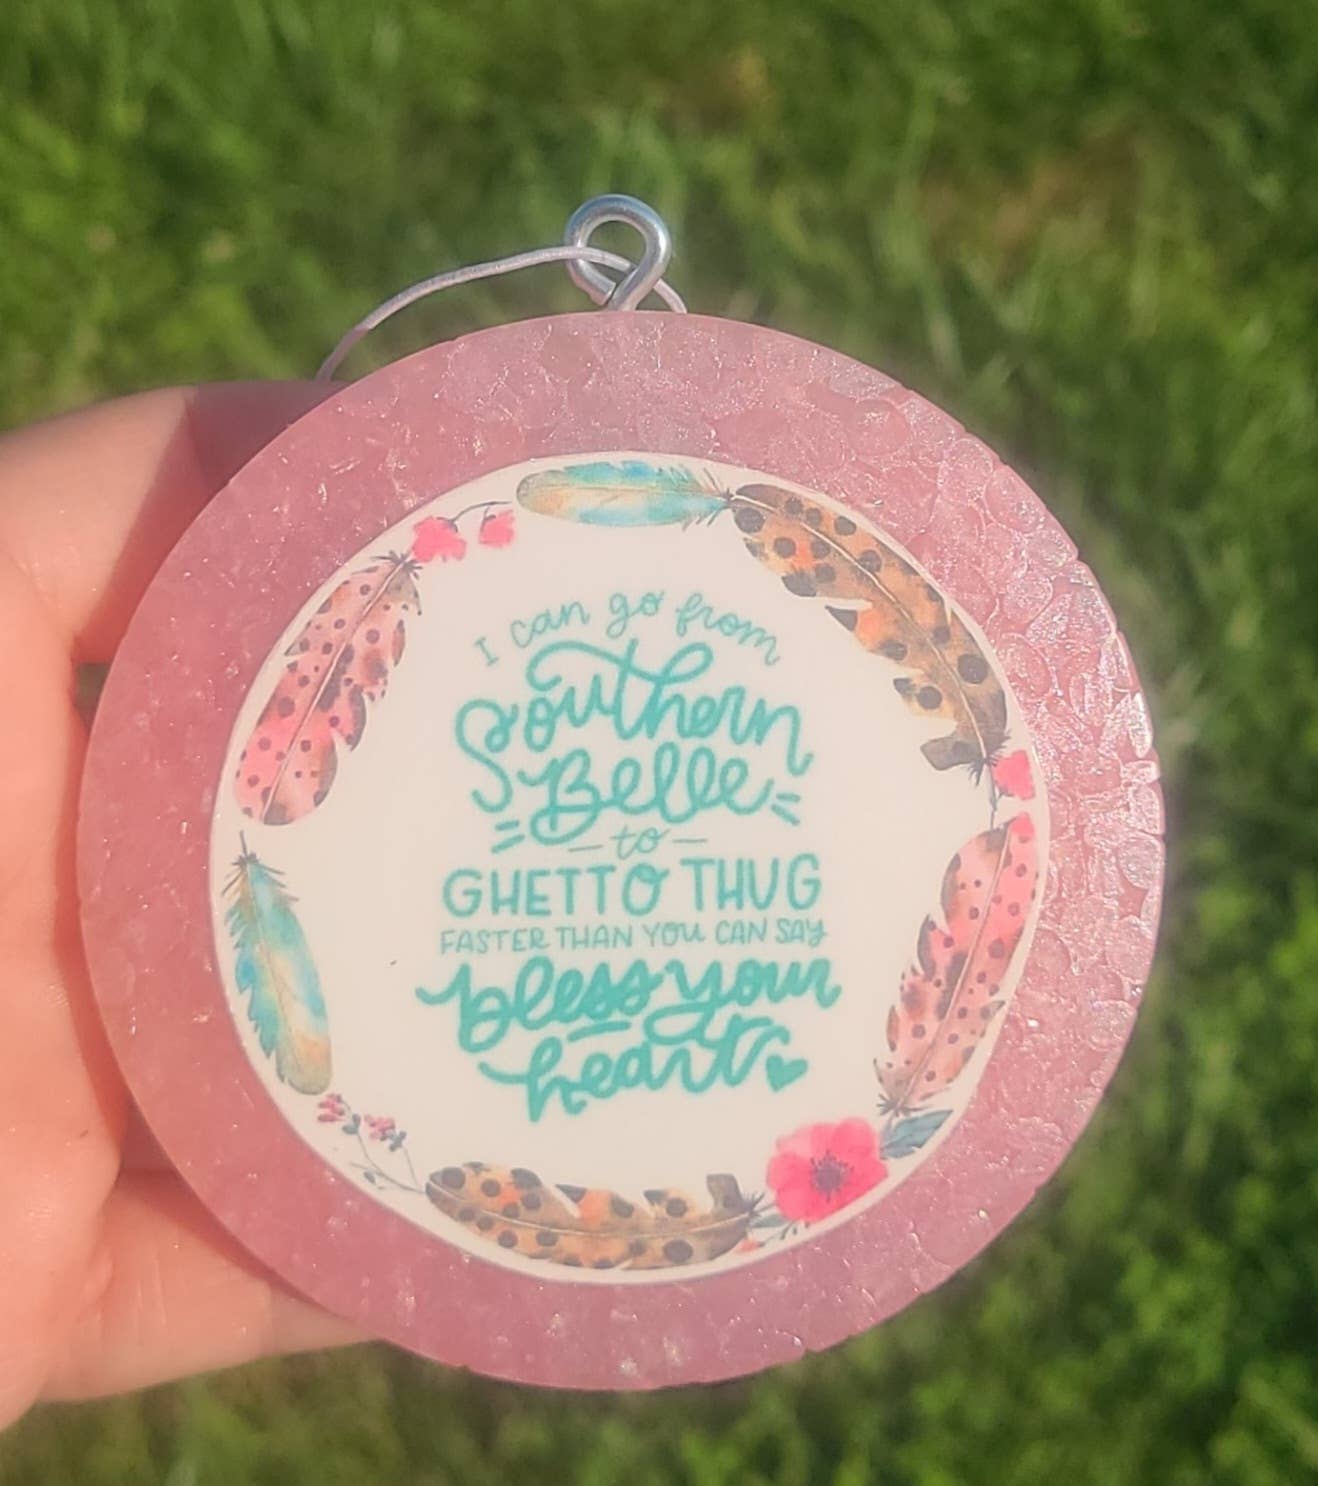 I can go from
Southern
Belle
to
GHETTO THUG
FASTER THAN YOU CAN SAY
bless your
heart